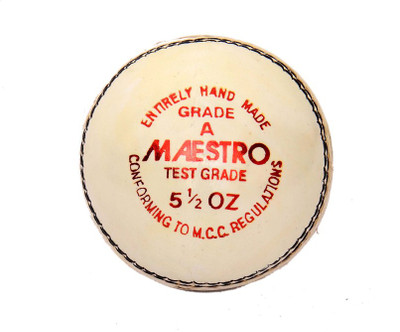 ENTIRELY HAND MADE
GRADE
A
MAESTRO
TEST GRADE
5 1/2 OZ
CONFORMING TO M.C.C. REGULATIONS